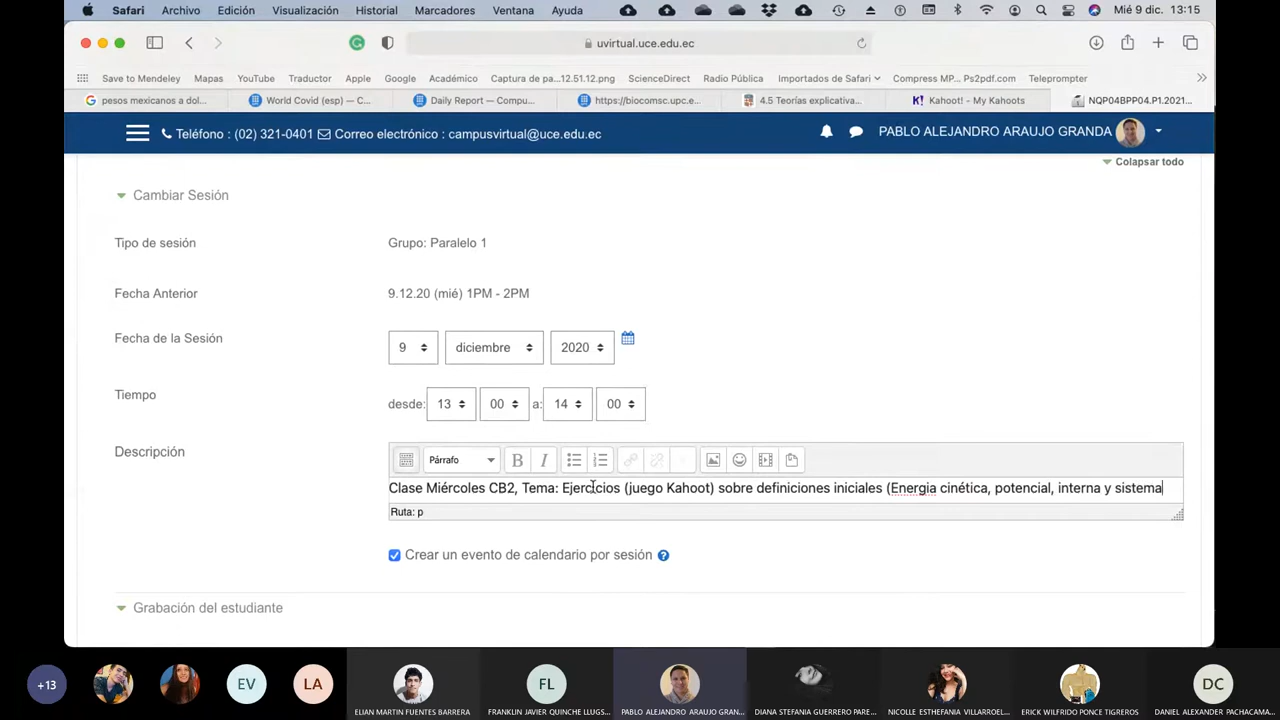 Safari Archivo Edición Visualización Historial Marcadores Ventana Ayuda Mié 9 dic. 13:15
uvirtual.uce.edu.ec
Save to Mendeley Mapas YouTube Traductor Apple Google Académico Captura de pa...12.51.12.png ScienceDirect Radio Pública Importados de Safari Compress MP... Ps2pdf.com Teleprompter
pesos mexicanos a dol... World Covid (esp) — C... Daily Report — Compu... https://biocomsc.upc.e... 4.5 Teorías explicativa... Kahoot! - My Kahoots NQP04BPP04.P1.2021...
Teléfono : (02) 321-0401 Correo electrónico : campusvirtual@uce.edu.ec PABLO ALEJANDRO ARAUJO GRANDA
Colapsar todo
Cambiar Sesión
Tipo de sesión Grupo: Paralelo 1
Fecha Anterior 9.12.20 (mié) 1PM - 2PM
Fecha de la Sesión 9 diciembre 2020
Tiempo desde: 13 00 a: 14 00
Descripción Párrafo B I
Clase Miércoles CB2, Tema: Ejercicios (juego Kahoot) sobre definiciones iniciales (Energia cinética, potencial, interna y sistema
Ruta: p
Crear un evento de calendario por sesión ?
Grabación del estudiante
+13 EV LA FL DC
ELIAN MARTIN FUENTES BARRERA FRANKLIN JAVIER QUINCHE LLUGS... PABLO ALEJANDRO ARAUJO GRAN... DIANA STEFANIA GUERRERO PARE... NICOLLE ESTHEFANIA VILLARROEL... ERICK WILFRIDO PONCE TIGREROS DANIEL ALEXANDER PACHACAMA...